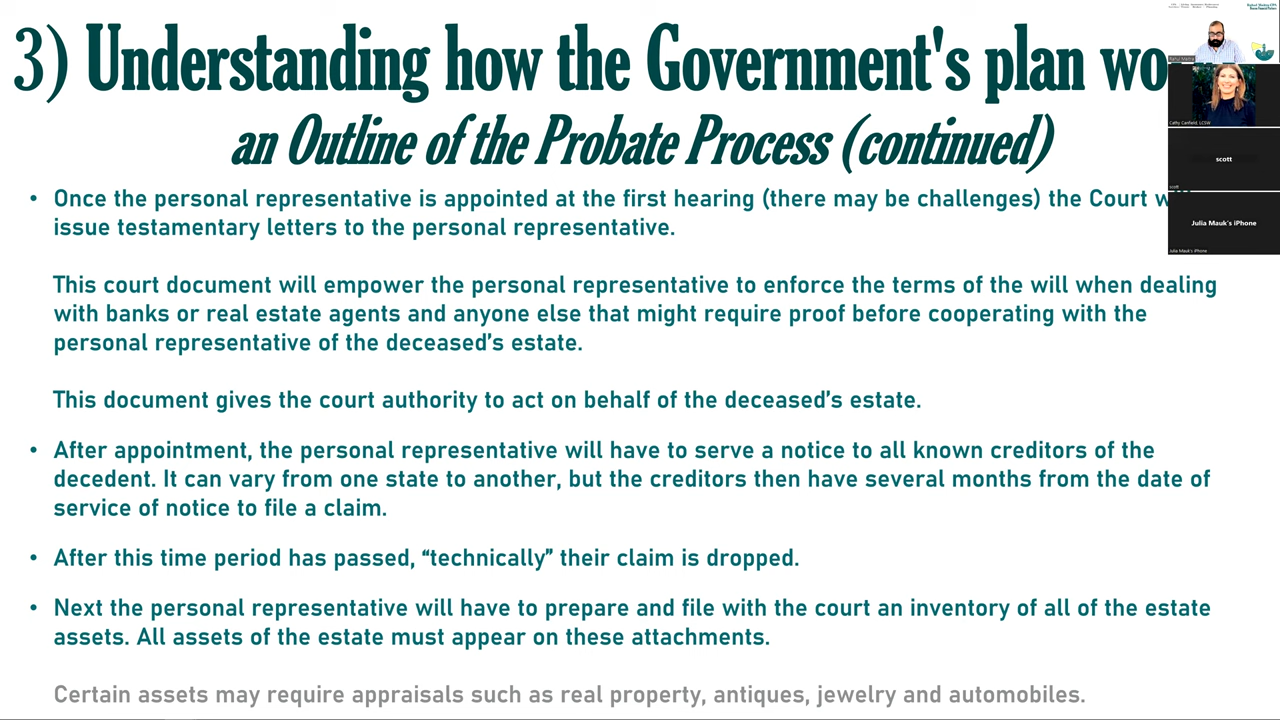 3) Understanding how the Government's plan wo
an Outline of the Probate Process (continued)
• Once the personal representative is appointed at the first hearing (there may be challenges) the Court w
issue testamentary letters to the personal representative.
This court document will empower the personal representative to enforce the terms of the will when dealing
with banks or real estate agents and anyone else that might require proof before cooperating with the
personal representative of the deceased’s estate.
This document gives the court authority to act on behalf of the deceased’s estate.
• After appointment, the personal representative will have to serve a notice to all known creditors of the
decedent. It can vary from one state to another, but the creditors then have several months from the date of
service of notice to file a claim.
• After this time period has passed, “technically” their claim is dropped.
• Next the personal representative will have to prepare and file with the court an inventory of all of the estate
assets. All assets of the estate must appear on these attachments.
Certain assets may require appraisals such as real property, antiques, jewelry and automobiles.
Cathy Canfield, LCSW
scott
scott
Julia Mauk's iPhone
Julia Mauk's iPhone